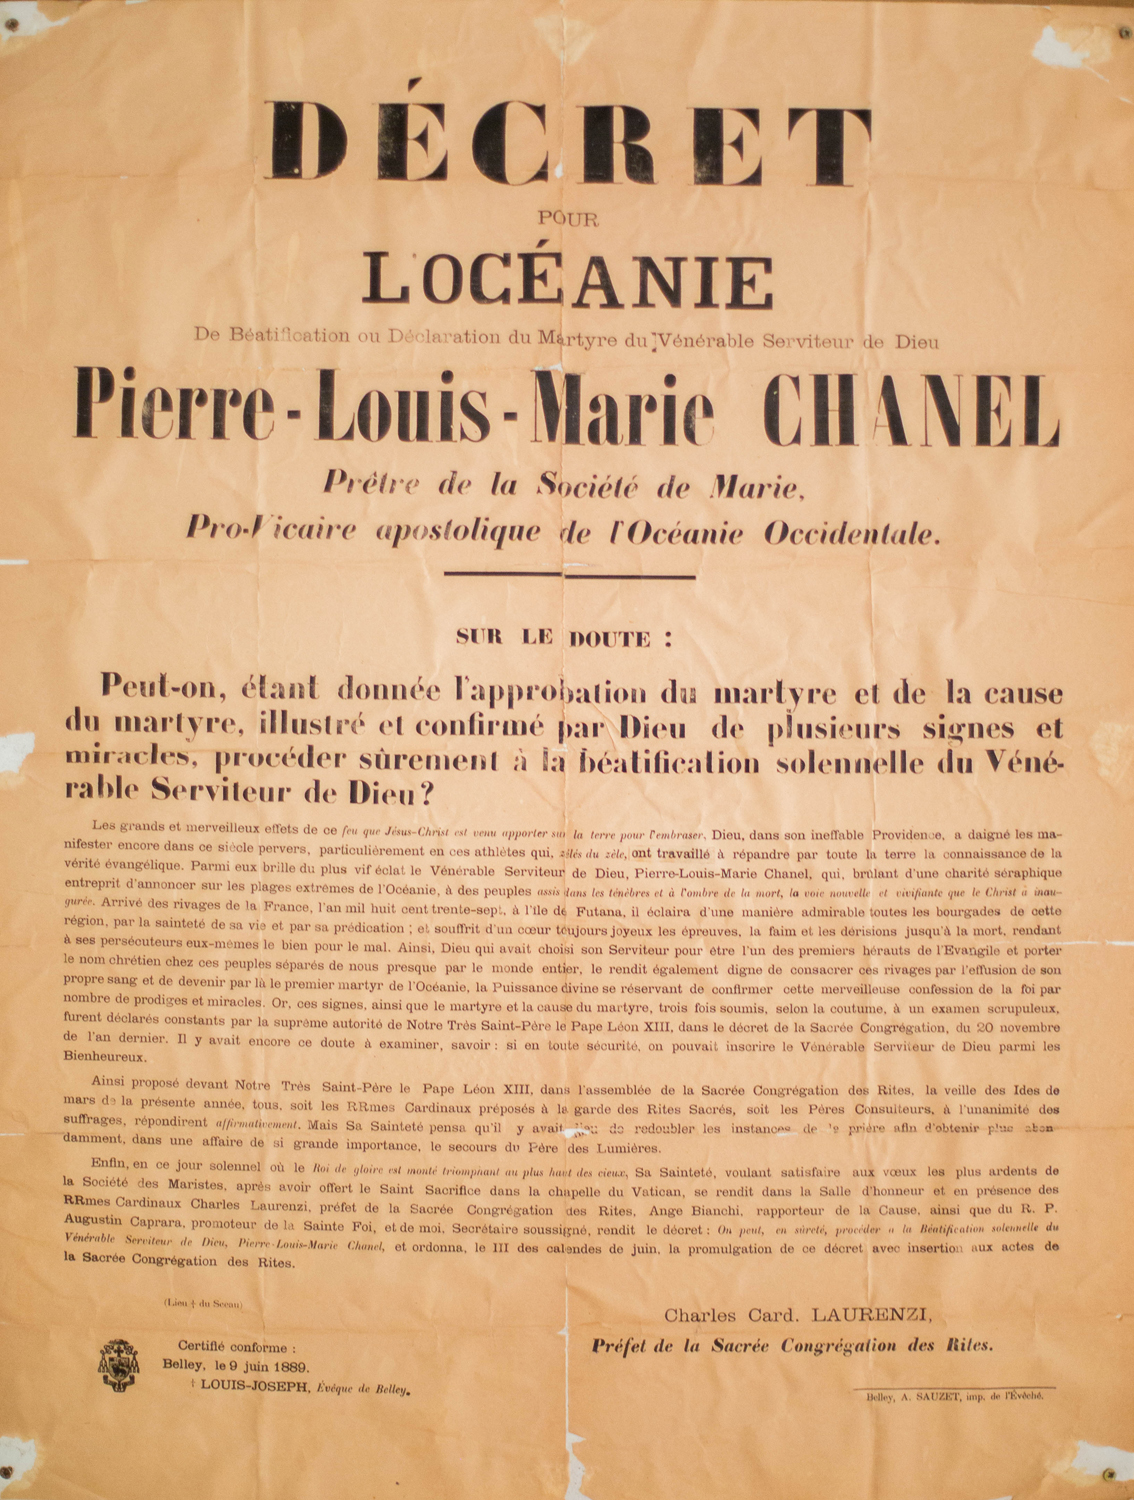 DÉCRET
POUR
L'OCÉANIE
De Béatification ou Déclaration du Martyre du Vénérable Serviteur de Dieu
Pierre-Louis-Marie CHANEL
Prêtre de la Société de Marie,
Pro-Vicaire apostolique de l'Océanie Occidentale.
SUR LE DOUTE :
Peut-on, étant donnée l'approbation du martyre et de la cause
du martyre, illustré et confirmé par Dieu de plusieurs signes et
miracles, procéder sûrement à la béatification solennelle du Véné-
rable Serviteur de Dieu?
Les grands et merveilleux effets de ce feu que Jésus-Christ est venu apporter sur la terre pour l'embraser, Dieu, dans son ineffable Providence, a daigné les ma-
nifester encore dans ce siècle pervers, particulièrement en ces athlètes qui, zélés du zèle, ont travaillé à répandre par toute la terre la connaissance de la
vérité évangélique. Parmi eux brille du plus vif éclat le Vénérable Serviteur de Dieu, Pierre-Louis-Marie Chanel, qui, brûlant d'une charité séraphique
entreprit d'annoncer sur les plages extrêmes de l'Océanie, à des peuples assis dans les ténèbres et à l'ombre de la mort, la voie nouvelle et vivifiante que le Christ a inau-
gurée. Arrivé des rivages de la France, l'an mil huit cent trente-sept, à l'île de Futana, il éclaira d'une manière admirable toutes les bourgades de cette
région, par la sainteté de sa vie et par sa prédication ; et souffrit d'un cœur toujours joyeux les épreuves, la faim et les dérisions jusqu'à la mort, rendant
à ses persécuteurs eux-mêmes le bien pour le mal. Ainsi, Dieu qui avait choisi son Serviteur pour être l'un des premiers hérauts de l'Evangile et porter
le nom chrétien chez ces peuples séparés de nous presque par le monde entier, le rendit également digne de consacrer ces rivages par l'effusion de son
propre sang et de devenir par là le premier martyr de l'Océanie, la Puissance divine se réservant de confirmer cette merveilleuse confession de la foi par
nombre de prodiges et miracles. Or, ces signes, ainsi que le martyre et la cause du martyre, trois fois soumis, selon la coutume, à un examen scrupuleux,
furent déclarés constants par la suprême autorité de Notre Très Saint-Père le Pape Léon XIII, dans le décret de la Sacrée Congrégation, du 20 novembre
de l'an dernier. Il y avait encore ce doute à examiner, savoir : si en toute sécurité, on pouvait inscrire le Vénérable Serviteur de Dieu parmi les
Bienheureux.
Ainsi proposé devant Notre Très Saint-Père le Pape Léon XIII, dans l'assemblée de la Sacrée Congrégation des Rites, la veille des Ides de
mars de la présente année, tous, soit les RRmes Cardinaux préposés à la garde des Rites Sacrés, soit les Pères Consulteurs, à l'unanimité des
suffrages, répondirent affirmativement. Mais Sa Sainteté pensa qu'il y avait lieu de redoubler les instances de la prière afin d'obtenir plus abon
damment, dans une affaire de si grande importance, le secours du Père des Lumières.
Enfin, en ce jour solennel où le Roi de gloire est monté triomphant au plus haut des cieux, Sa Sainteté, voulant satisfaire aux vœux les plus ardents de
la Société des Maristes, après avoir offert le Saint Sacrifice dans la chapelle du Vatican, se rendit dans la Salle d'honneur et en présence des
RRmes Cardinaux Charles Laurenzi, préfet de la Sacrée Congrégation des Rites, Ange Bianchi, rapporteur de la Cause, ainsi que du R. P.
Augustin Caprara, promoteur de la Sainte Foi, et de moi, Secrétaire soussigné, rendit le décret : On peut, en sûreté, procéder a la Béatification solennelle du
Vénérable Serviteur de Dieu, Pierre-Louis-Marie Chanel, et ordonna, le III des calendes de juin, la promulgation de ce décret avec insertion aux actes de
la Sacrée Congrégation des Rites.
(Lieu † du Sceau)
Charles Card. LAURENZI,
Préfet de la Sacrée Congrégation des Rites.
Certifié conforme :
Belley, le 9 juin 1889.
† LOUIS-JOSEPH, Évéque de Belley.
Belley, A. SAUZET, imp. de l'Évêché.